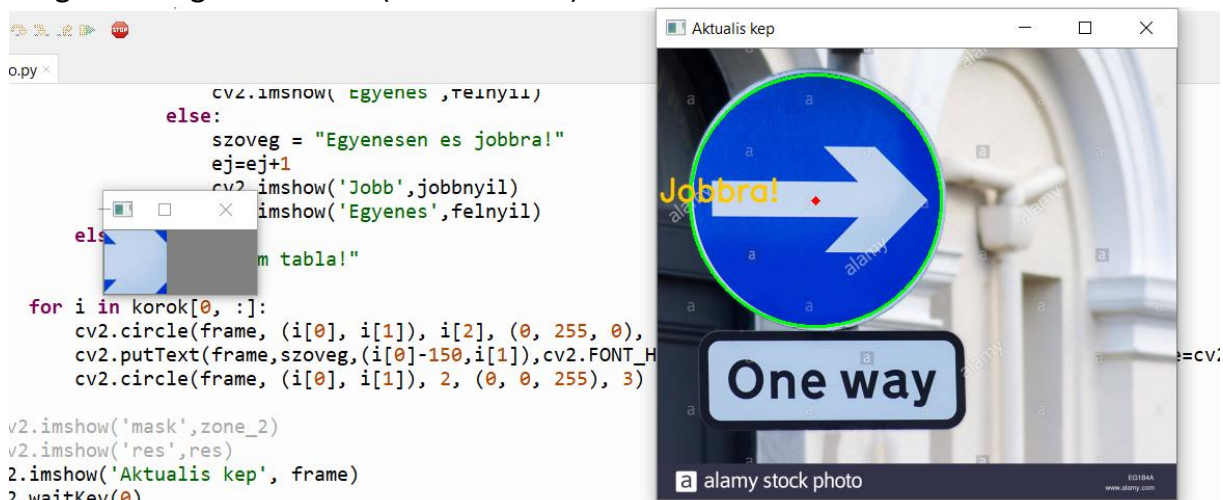 STOP
o.py ×
cv2.imshow('Egyenes',felnyil)
else:
szoveg = "Egyenesen es jobbra!"
ej=ej+1
cv2.imshow('Jobb',jobbnyil)
imshow('Egyenes',felnyil)
m tabla!"
for i in korok[0, :]:
cv2.circle(frame, (i[0], i[1]), i[2], (0, 255, 0),
cv2.putText(frame,szoveg,(i[0]-150,i[1]),cv2.FONT_H
e=cv2
cv2.circle(frame, (i[0], i[1]), 2, (0, 0, 255), 3)
v2.imshow('mask',zone_2)
v2.imshow('res',res)
2.imshow('Aktualis kep', frame)
2.waitKey(0)
Aktualis kep
Jobbra!
One way
a alamy stock photo
EG1B4A
www.alamy.com
alamy